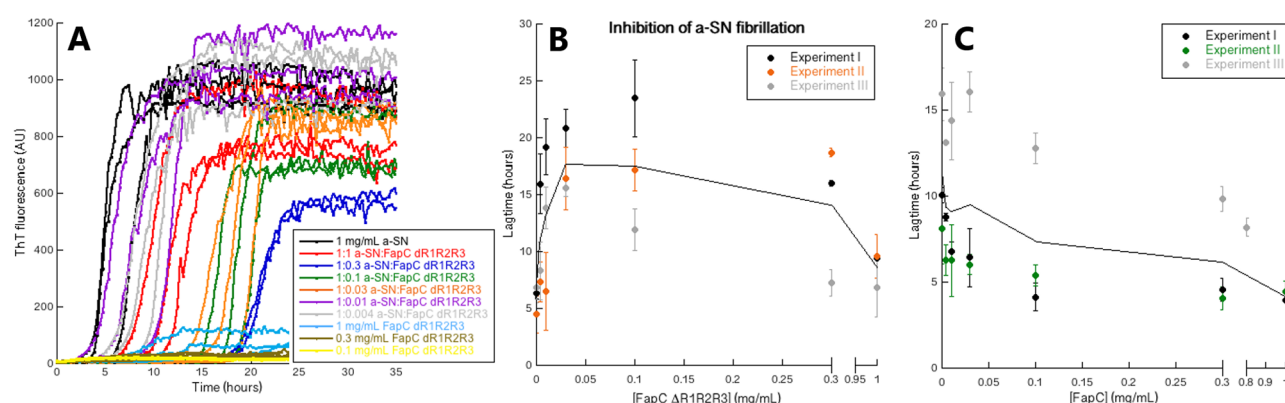 A
1200
1000
800
600
400
200
0
ThT fluorescence (AU)
1 mg/mL a-SN
1:1 a-SN:FapC dR1R2R3
1:0.3 a-SN:FapC dR1R2R3
1:0.1 a-SN:FapC dR1R2R3
1:0.03 a-SN:FapC dR1R2R3
1:0.01 a-SN:FapC dR1R2R3
1:0.004 a-SN:FapC dR1R2R3
1 mg/mL FapC dR1R2R3
0.3 mg/mL FapC dR1R2R3
0.1 mg/mL FapC dR1R2R3
0 5 10 15 20 25 30 35
Time (hours)
B
Inhibition of a-SN fibrillation
Experiment I
Experiment II
Experiment III
30
25
20
15
10
5
0
Lagtime (hours)
0 0.05 0.1 0.15 0.2 0.25 0.3 0.95 1
[FapC ΔR1R2R3] (mg/mL)
C
Experiment I
Experiment II
Experiment III
20
15
10
5
0
Lagtime (hours)
0 0.05 0.1 0.15 0.2 0.25 0.3 0.8 0.9 1
[FapC] (mg/mL)